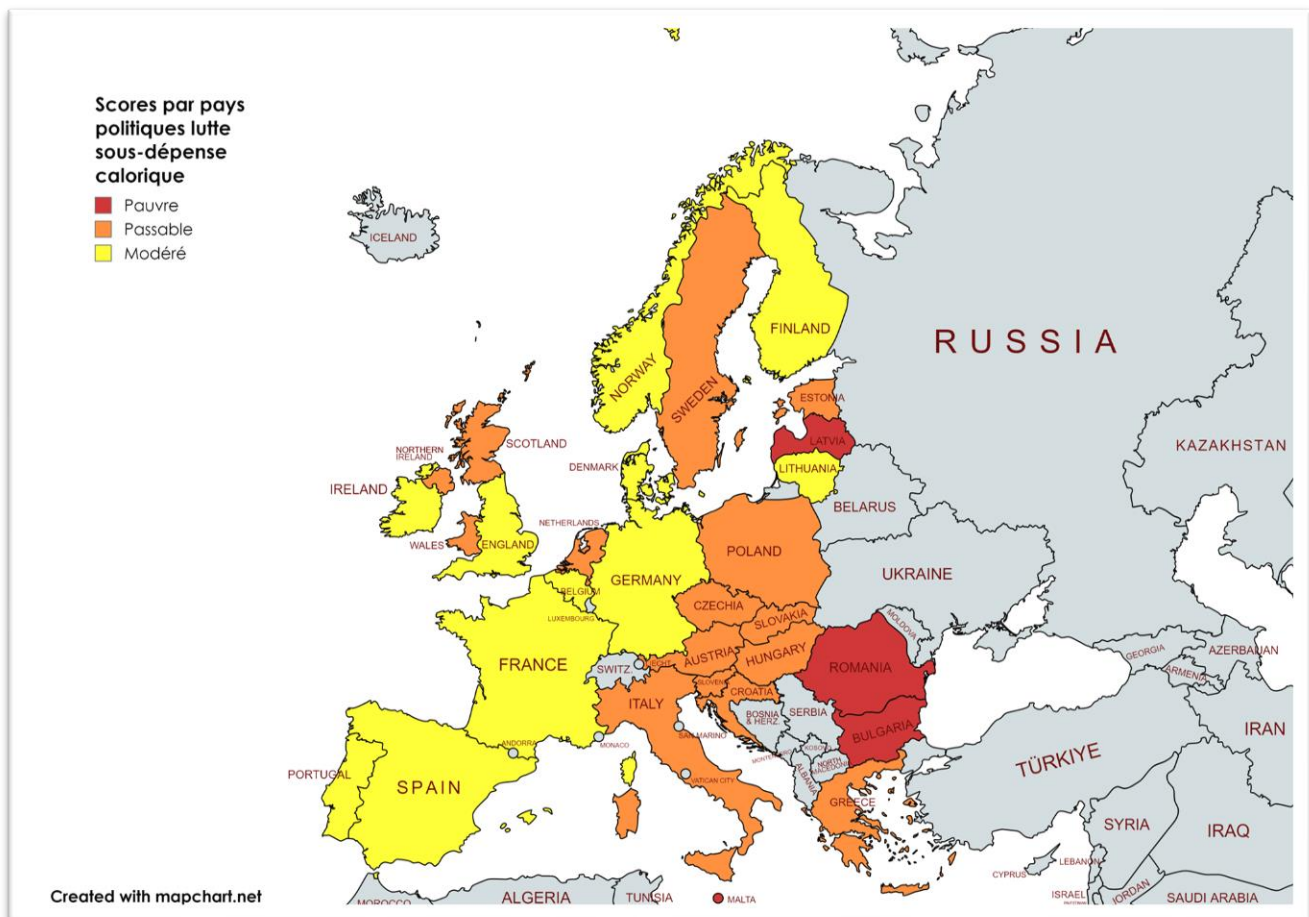 Scores par pays
politiques lutte
sous-dépense
calorique
Pauvre
Passable
Modéré
ICELAND
RUSSIA
FINLAND
NORWAY
SWEDEN
ESTONIA
SCOTLAND
LATVIA
KAZAKHSTAN
NORTHERN
IRELAND
DENMARK
LITHUANIA
IRELAND
BELARUS
NETHERLANDS
WALES
ENGLAND
POLAND
GERMANY
UKRAINE
BELGIUM
CZECHIA
LUXEMBOURG
SLOVAKIA
MOLDOVA
FRANCE
SWITZ.
AUSTRIA
HUNGARY
ROMANIA
GEORGIA
AZERBAIJAN
SLOVENIA
ITALY
CROATIA
ARMENIA
BOSNIA
& HERZ.
SERBIA
IRAN
SAN MARINO
BULGARIA
ANDORRA
MONACO
MONTENEGRO
KOSOVO
NORTH
MACEDONIA
TÜRKIYE
PORTUGAL
SPAIN
VATICAN CITY
ALBANIA
GREECE
SYRIA
IRAQ
CYPRUS
LEBANON
Created with mapchart.net
MOROCCO
ALGERIA
TUNISIA
MALTA
ISRAEL
JORDAN
SAUDI ARABIA